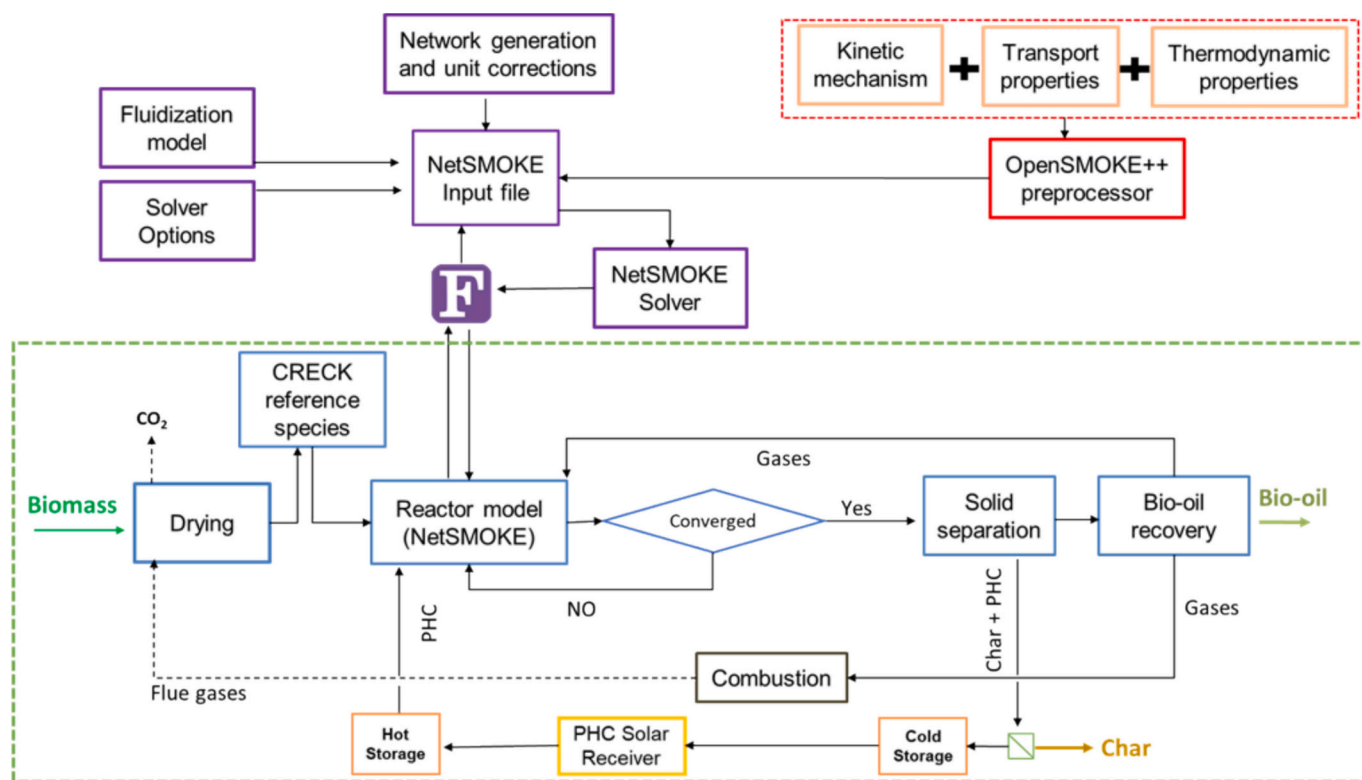 Network generation
and unit corrections
Kinetic
mechanism
Transport
properties
Thermodynamic
properties
Fluidization
model
NetSMOKE
Input file
OpenSMOKE++
preprocessor
Solver
Options
NetSMOKE
Solver
F
CRECK
reference
species
CO₂
Gases
Biomass
Drying
Reactor model
(NetSMOKE)
Converged
Yes
Solid
separation
Bio-oil
recovery
Bio-oil
NO
PHC
Char + PHC
Gases
Flue gases
Combustion
Hot
Storage
PHC Solar
Receiver
Cold
Storage
Char